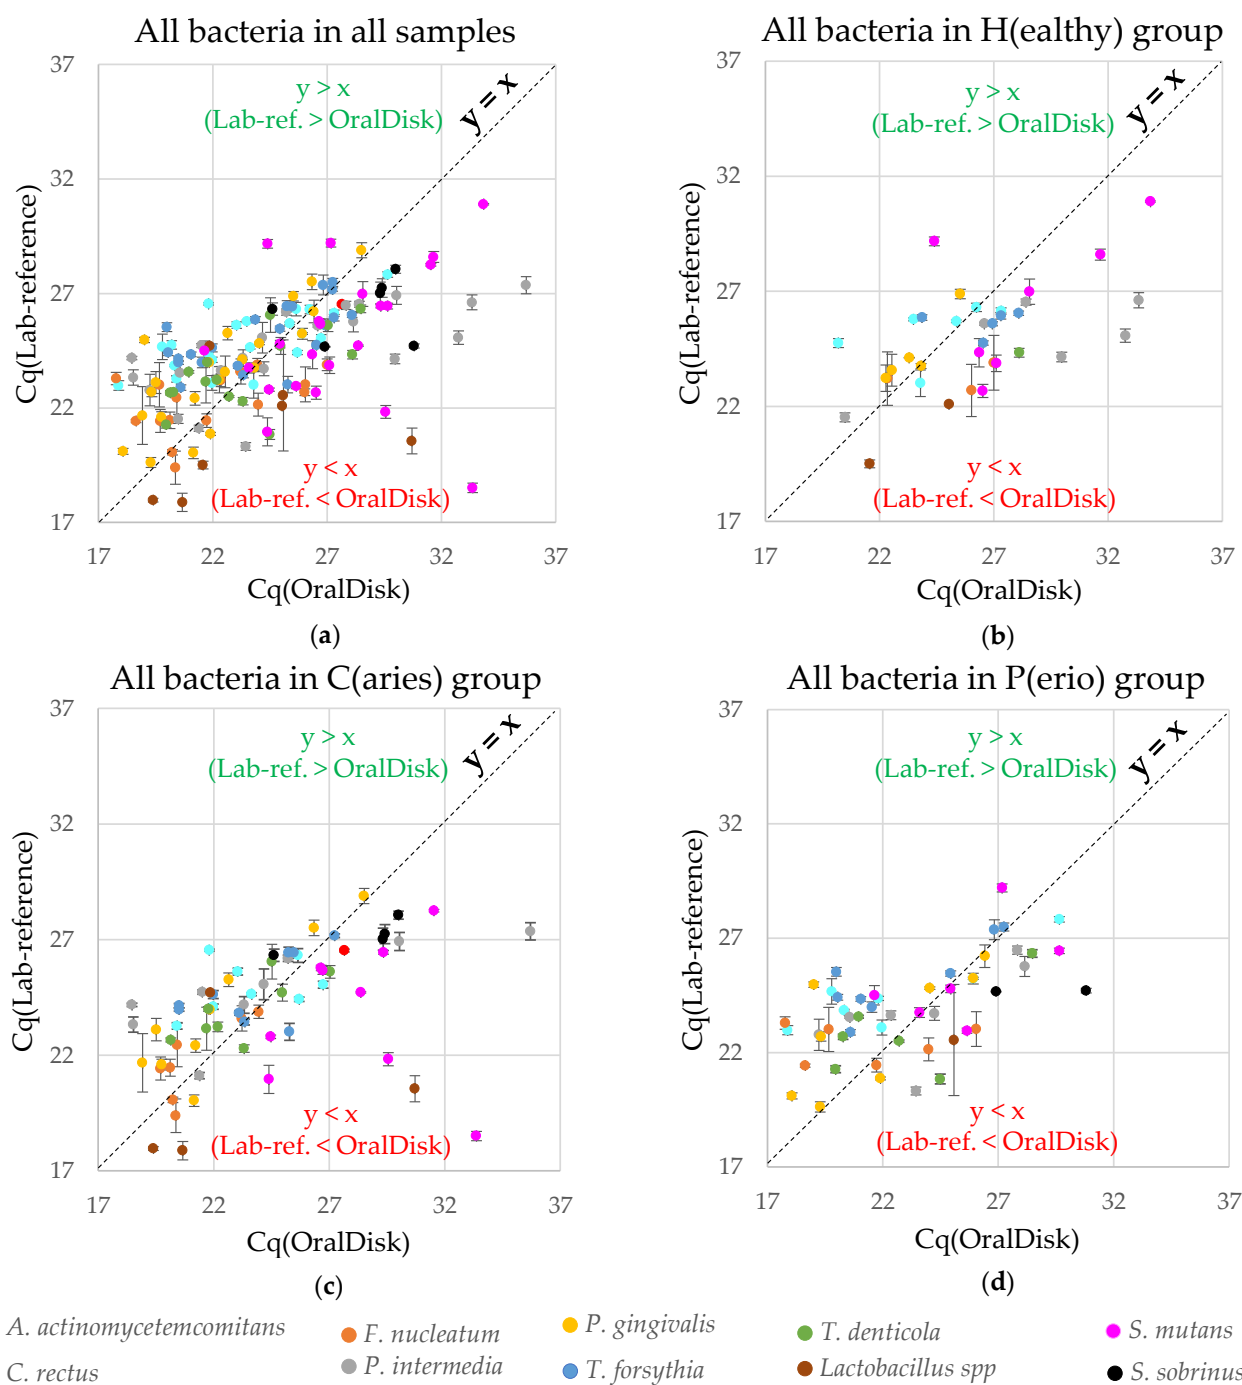 All bacteria in all samples
37
32
27
22
17
17
22
27
32
37
y > x
(Lab-ref. > OralDisk)
y = x
y < x
(Lab-ref. < OralDisk)
Cq(Lab-reference)
Cq(OralDisk)
(a)
All bacteria in H(ealthy) group
37
32
27
22
17
17
22
27
32
37
y > x
(Lab-ref. > OralDisk)
y = x
y < x
(Lab-ref. < OralDisk)
Cq(Lab-reference)
Cq(OralDisk)
(b)
All bacteria in C(aries) group
37
32
27
22
17
17
22
27
32
37
y > x
(Lab-ref. > OralDisk)
y = x
y < x
(Lab-ref. < OralDisk)
Cq(Lab-reference)
Cq(OralDisk)
(c)
All bacteria in P(erio) group
37
32
27
22
17
17
22
27
32
37
y > x
(Lab-ref. > OralDisk)
y = x
y < x
(Lab-ref. < OralDisk)
Cq(Lab-reference)
Cq(OralDisk)
(d)
A. actinomycetemcomitans
F. nucleatum
P. gingivalis
T. denticola
S. mutans
C. rectus
P. intermedia
T. forsythia
Lactobacillus spp
S. sobrinus